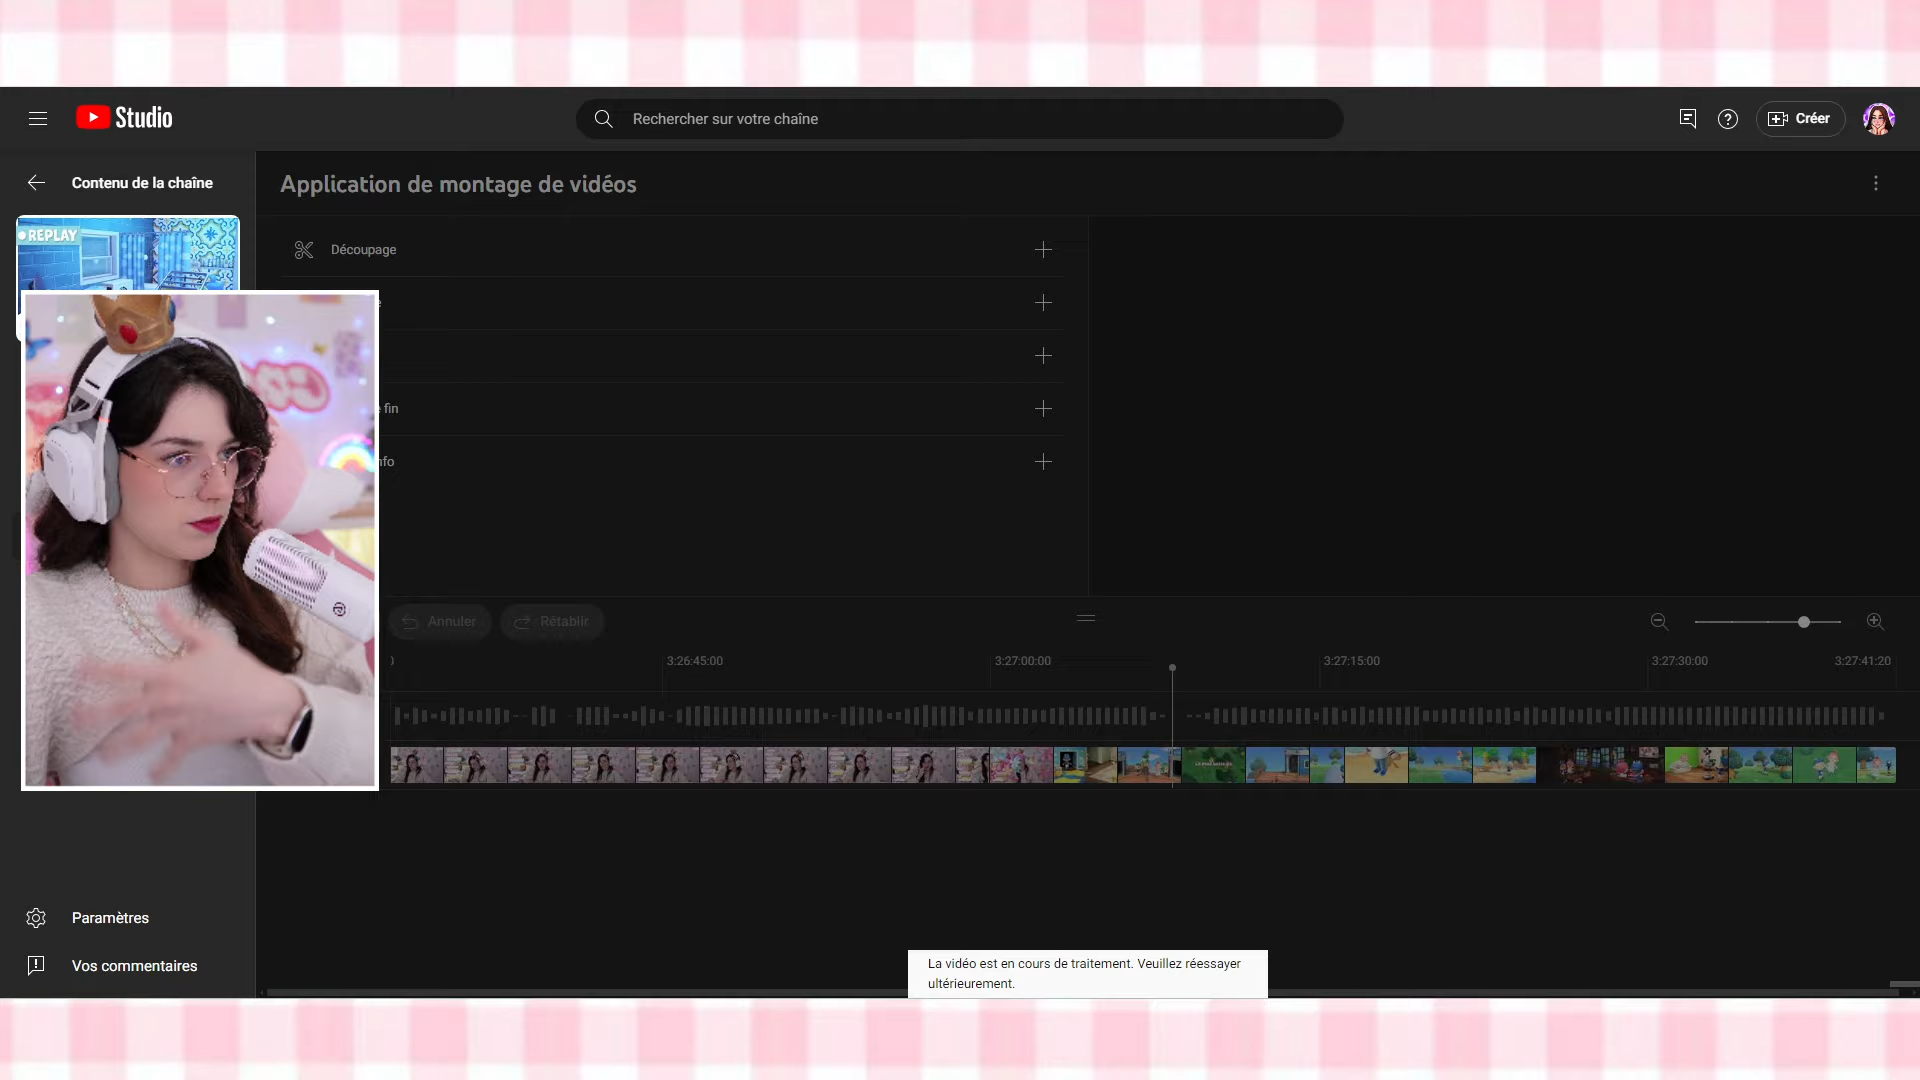 Studio
Rechercher sur votre chaîne
Créer
Contenu de la chaîne
Application de montage de vidéos
REPLAY
Découpage
fin
nfo
Annuler
Rétablir
3:26:45:00
3:27:00:00
3:27:15:00
3:27:30:00
3:27:41:20
Paramètres
Vos commentaires
La vidéo est en cours de traitement. Veuillez réessayer
ultérieurement.